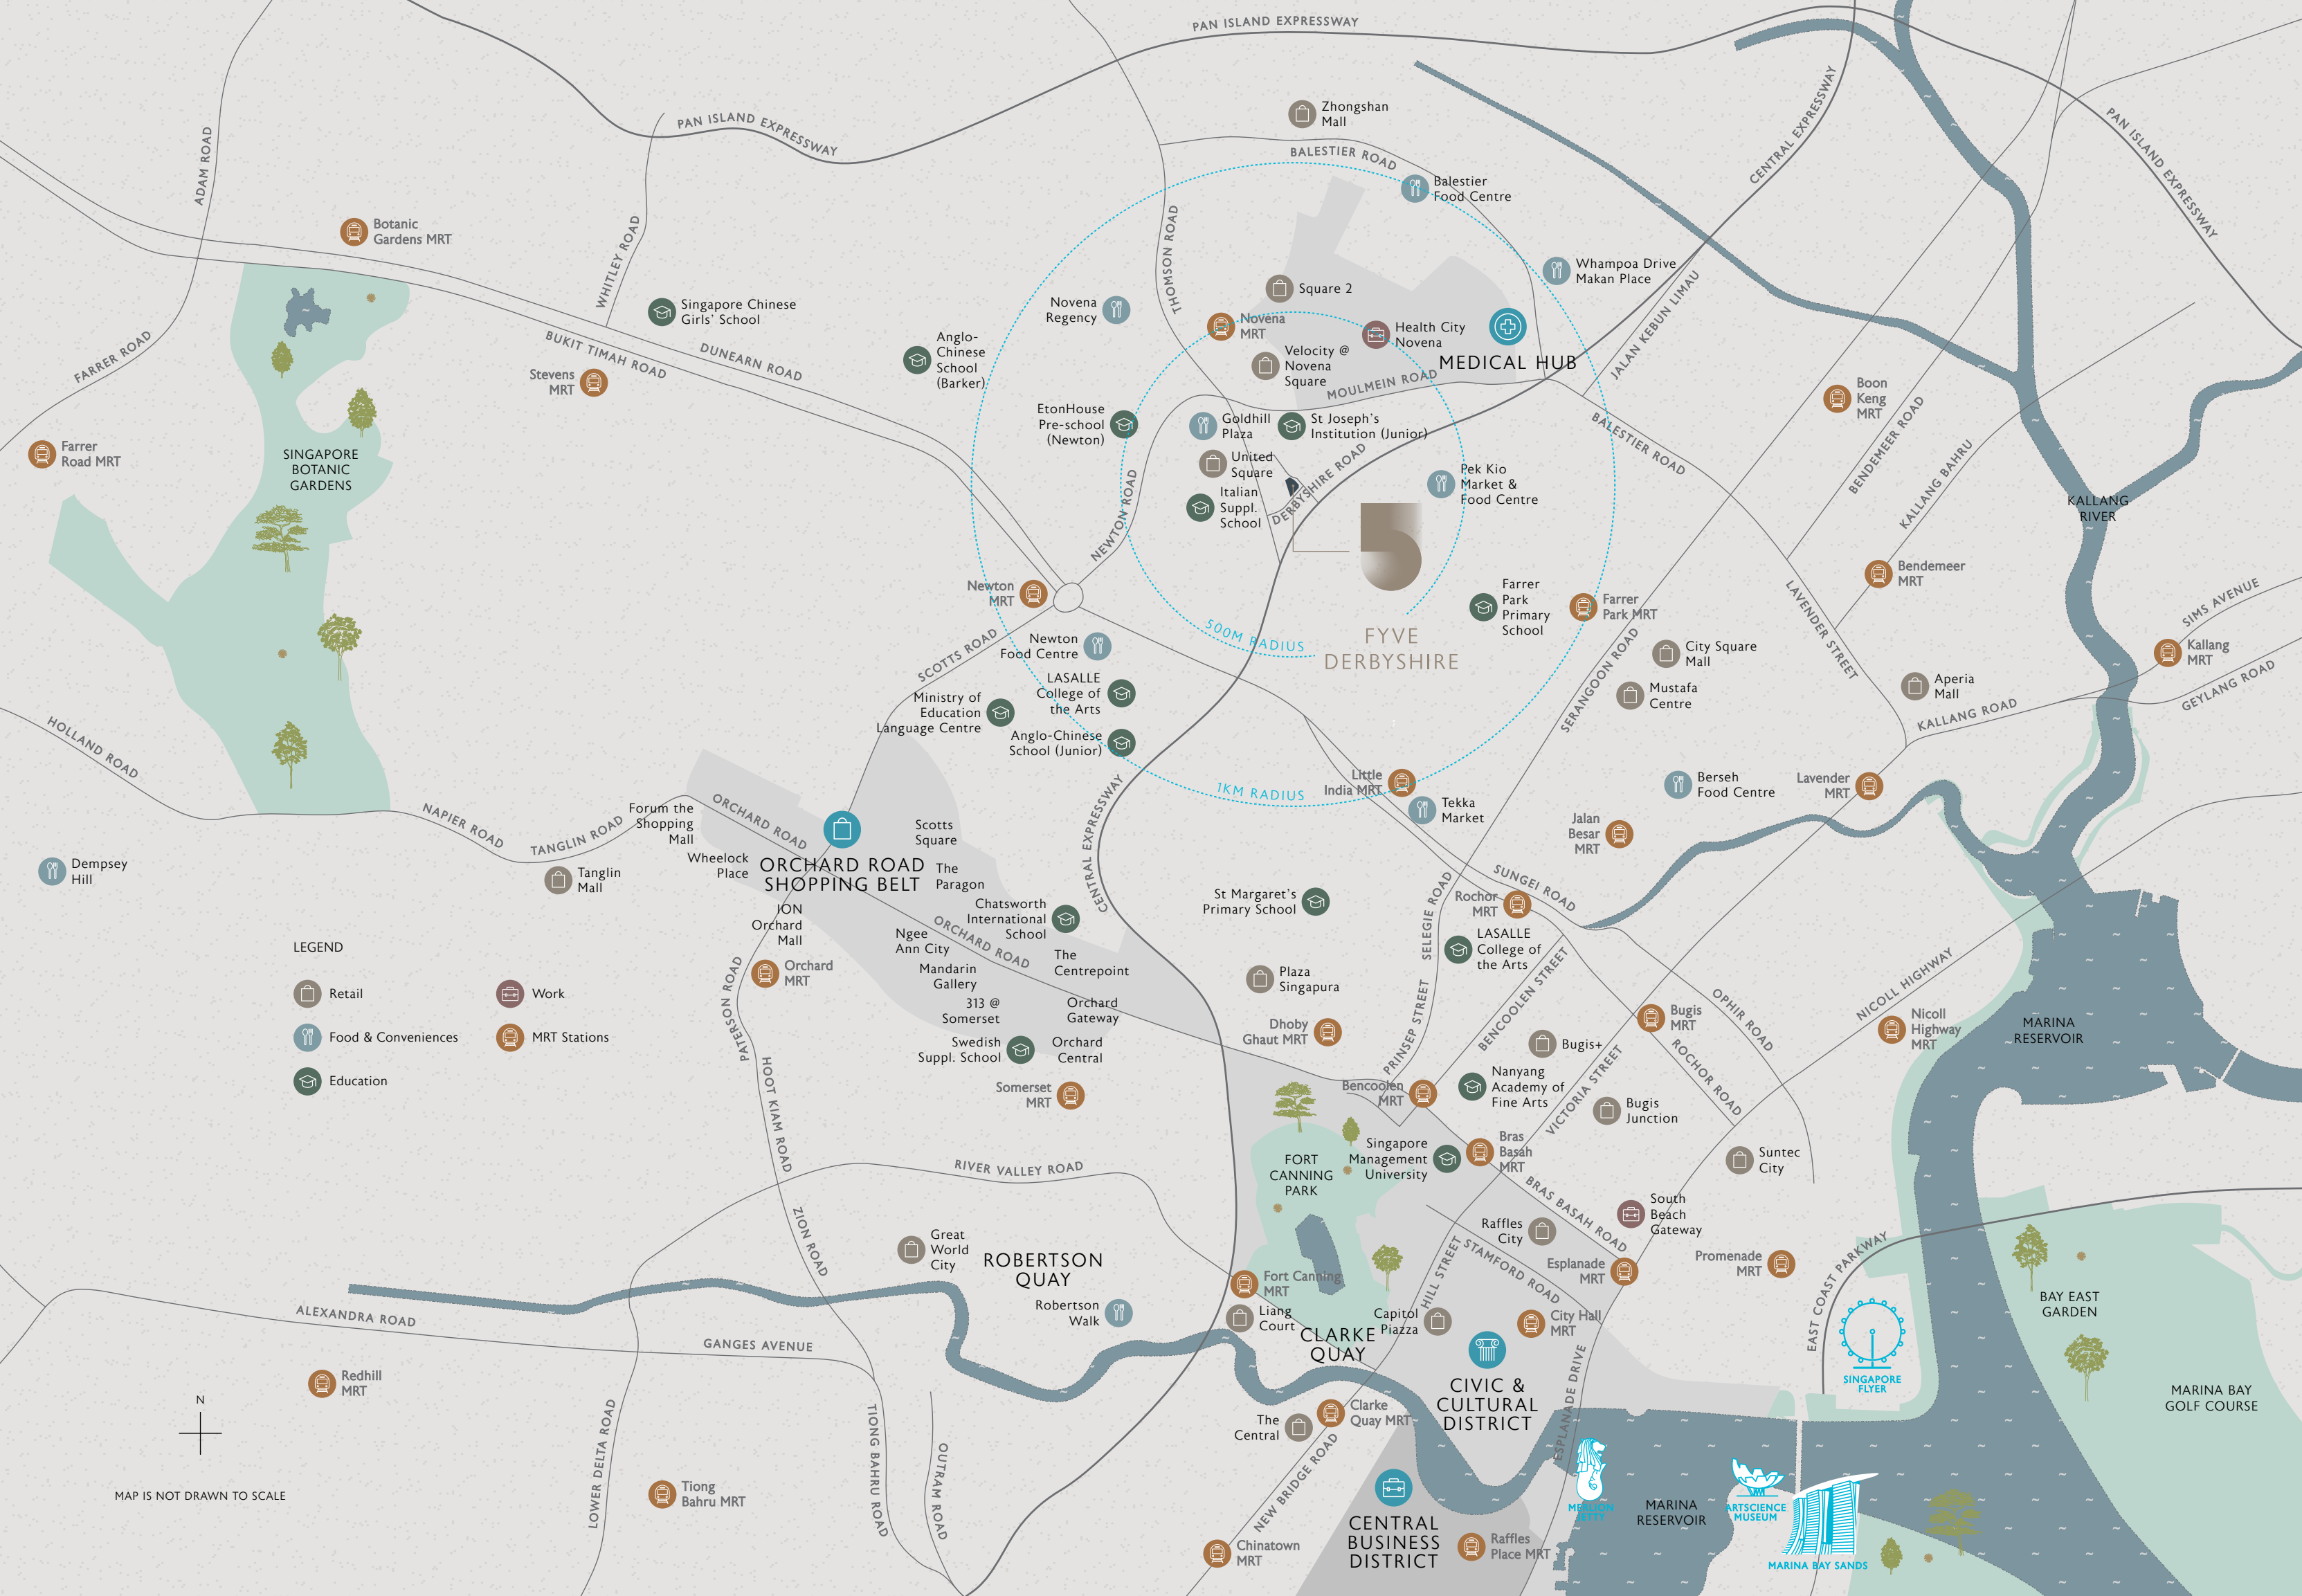 PAN ISLAND EXPRESSWAY
PAN ISLAND EXPRESSWAY
PAN ISLAND EXPRESSWAY
CENTRAL EXPRESSWAY
ADAM ROAD
Zhongshan
Mall
BALESTIER ROAD
Balestier
Food Centre
Botanic
Gardens MRT
WHITLEY ROAD
THOMSON ROAD
Whampoa Drive
Makan Place
JALAN KEBUN LIMAU
Singapore Chinese
Girls' School
Novena
Regency
Square 2
Novena
MRT
Health City
Novena
MEDICAL HUB
Velocity @
Novena
Square
MOULMEIN ROAD
FARRER ROAD
BUKIT TIMAH ROAD
DUNEARN ROAD
Stevens
MRT
Anglo-
Chinese
School
(Barker)
Boon
Keng
MRT
BENDEMEER ROAD
KALLANG BAHRU
BALESTIER ROAD
EtonHouse
Pre-school
(Newton)
Goldhill
Plaza
St Joseph's
Institution (Junior)
Farrer
Road MRT
SINGAPORE
BOTANIC
GARDENS
United
Square
DERBYSHIRE ROAD
Pek Kio
Market &
Food Centre
Italian
Suppl.
School
NEWTON ROAD
KALLANG
RIVER
Newton
MRT
Bendemeer
MRT
LAVENDER STREET
SIMS AVENUE
Farrer
Park
Primary
School
Farrer
Park MRT
500M RADIUS
FYVE
DERBYSHIRE
SCOTTS ROAD
Newton
Food Centre
SERANGOON ROAD
City Square
Mall
Kallang
MRT
GEYLANG ROAD
LASALLE
College of
the Arts
Ministry of
Education
Language Centre
Mustafa
Centre
Aperia
Mall
KALLANG ROAD
Anglo-Chinese
School (Junior)
HOLLAND ROAD
1KM RADIUS
Little
India MRT
Tekka
Market
Berseh
Food Centre
Lavender
MRT
CENTRAL EXPRESSWAY
NAPIER ROAD
TANGLIN ROAD
Forum the
Shopping
Mall
ORCHARD ROAD
Scotts
Square
Jalan
Besar
MRT
Dempsey
Hill
Tanglin
Mall
Wheelock
Place
ORCHARD ROAD
SHOPPING BELT
The
Paragon
SUNGEI ROAD
St Margaret's
Primary School
SELEGIE ROAD
Rochor
MRT
ION
Orchard
Mall
Chatsworth
International
School
Ngee
Ann City
ORCHARD ROAD
LASALLE
College of
the Arts
LEGEND
Retail
Work
Food & Conveniences
MRT Stations
Education
Orchard
MRT
PATERSON ROAD
Mandarin
Gallery
The
Centrepoint
Plaza
Singapura
BENCOOLEN STREET
NICOLL HIGHWAY
OPHIR ROAD
313 @
Somerset
Orchard
Gateway
Dhoby
Ghaut MRT
PRINSEP STREET
Bugis
MRT
Nicoll
Highway
MRT
MARINA
RESERVOIR
Swedish
Suppl. School
Orchard
Central
Bugis+
ROCHOR ROAD
Somerset
MRT
Bencoolen
MRT
Nanyang
Academy of
Fine Arts
VICTORIA STREET
Bugis
Junction
HOOT KIAM ROAD
RIVER VALLEY ROAD
FORT
CANNING
PARK
Singapore
Management
University
Bras
Basah
MRT
Suntec
City
BRAS BASAH ROAD
South
Beach
Gateway
ZION ROAD
Great
World
City
ROBERTSON
QUAY
Raffles
City
STAMFORD ROAD
HILL STREET
Esplanade
MRT
Promenade
MRT
EAST COAST PARKWAY
Fort Canning
MRT
BAY EAST
GARDEN
Robertson
Walk
Liang
Court
CLARKE
QUAY
Capitol
Piazza
City Hall
MRT
ALEXANDRA ROAD
GANGES AVENUE
Redhill
MRT
SINGAPORE
FLYER
CIVIC &
CULTURAL
DISTRICT
ESPLANADE DRIVE
MARINA BAY
GOLF COURSE
N
MAP IS NOT DRAWN TO SCALE
LOWER DELTA ROAD
TIONG BAHRU ROAD
OUTRAM ROAD
The
Central
Clarke
Quay MRT
NEW BRIDGE ROAD
Tiong
Bahru MRT
MERLION
JETTY
MARINA
RESERVOIR
ARTSCIENCE
MUSEUM
MARINA BAY SANDS
CENTRAL
BUSINESS
DISTRICT
Raffles
Place MRT
Chinatown
MRT